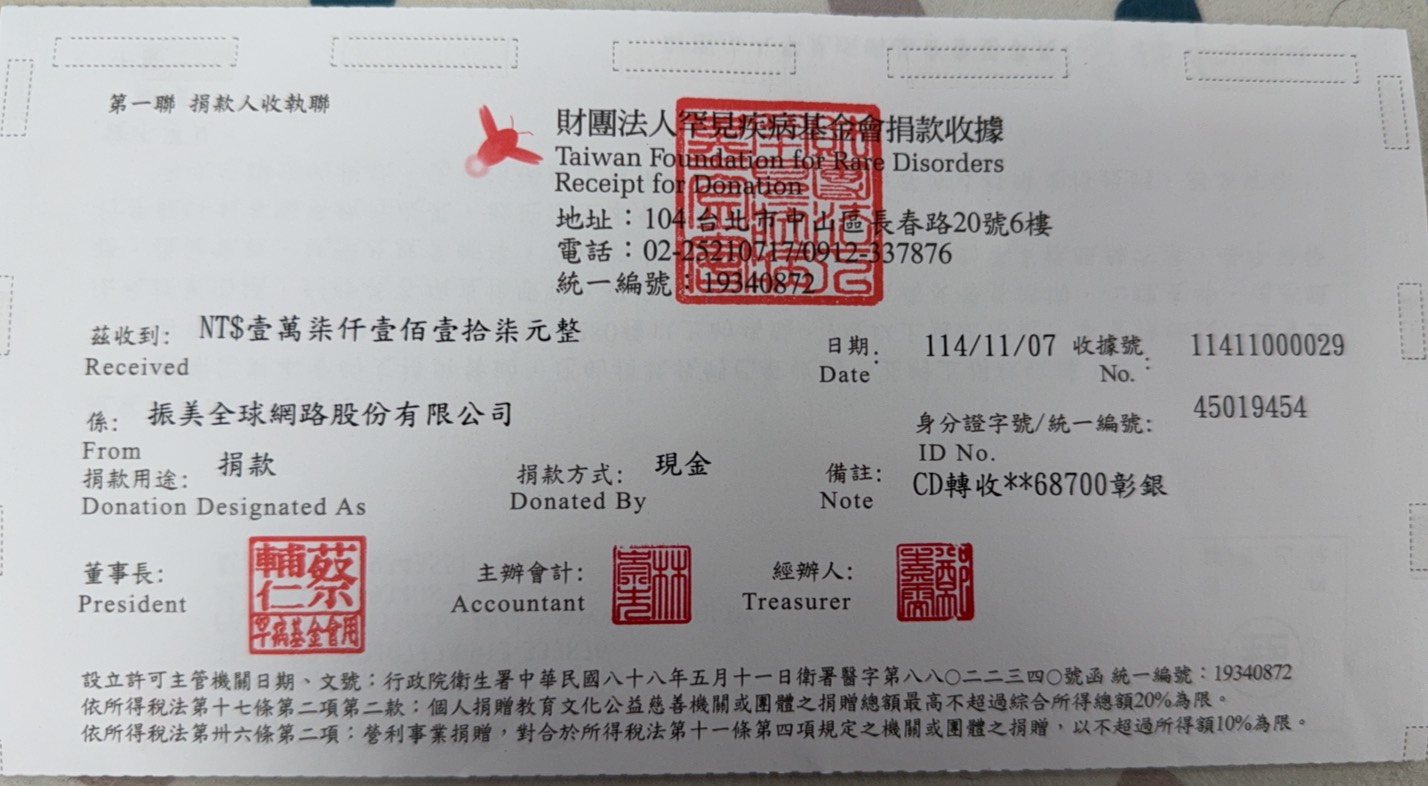 第一聯 捐款人收執聯
財團法人罕見疾病基金會捐款收據
Taiwan Foundation for Rare Disorders
Receipt for Donation
地址：104 台北市中山區長春路20號6樓
電話：02-25210717/0912-337876
統一編號：19340872
茲收到: NT$壹萬柒仟壹佰壹拾柒元整
Received
日期: 114/11/07 收據號: 11411000029
Date No.
係: 振美全球網路股份有限公司
From
身分證字號/統一編號: 45019454
ID No.
捐款用途: 捐款 捐款方式: 現金 備註: CD轉收**68700彰銀
Donation Designated As Donated By Note
董事長: 蔡輔仁 罕病基金會用 主辦會計: 經辦人:
President Accountant Treasurer
設立許可主管機關日期、文號：行政院衛生署中華民國八十八年五月十一日衛署醫字第八八○二二三四○號函 統一編號：19340872
依所得稅法第十七條第二項第二款：個人捐贈教育文化公益慈善機關或團體之捐贈總額最高不超過綜合所得總額20%為限。
依所得稅法第卅六條第二項：營利事業捐贈，對合於所得稅法第十一條第四項規定之機關或團體之捐贈，以不超過所得額10%為限。